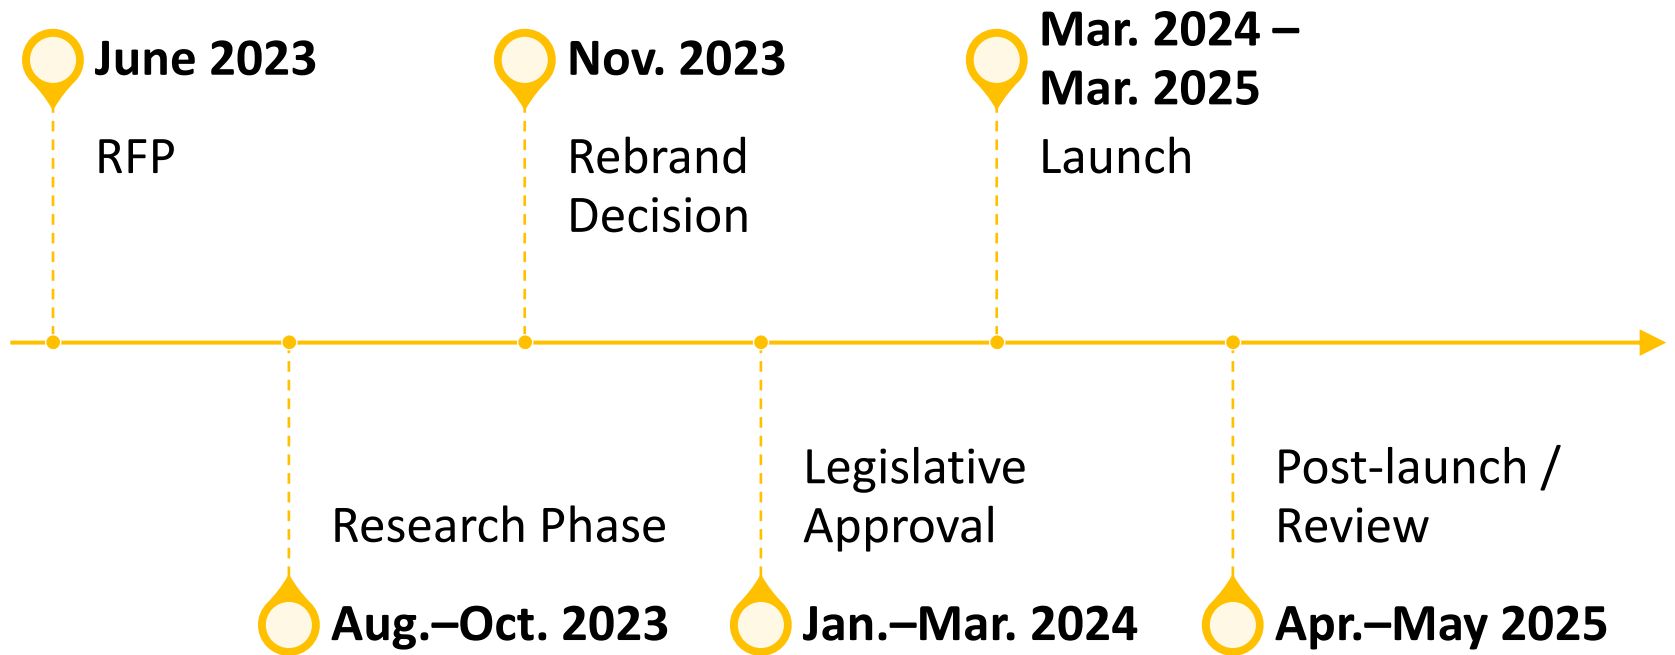 June 2023
RFP
Aug.–Oct. 2023
Research Phase
Nov. 2023
Rebrand
Decision
Jan.–Mar. 2024
Legislative
Approval
Mar. 2024 –
Mar. 2025
Launch
Apr.–May 2025
Post-launch /
Review